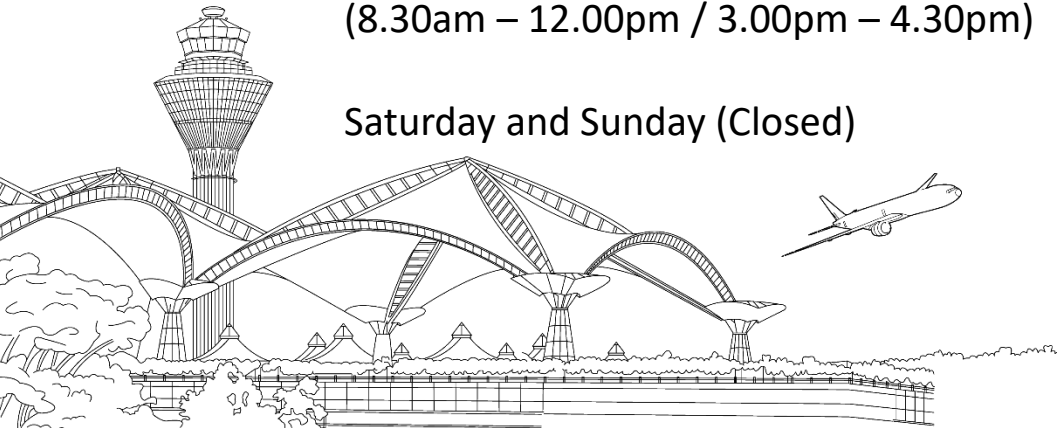 (8.30am – 12.00pm / 3.00pm – 4.30pm)
Saturday and Sunday (Closed)